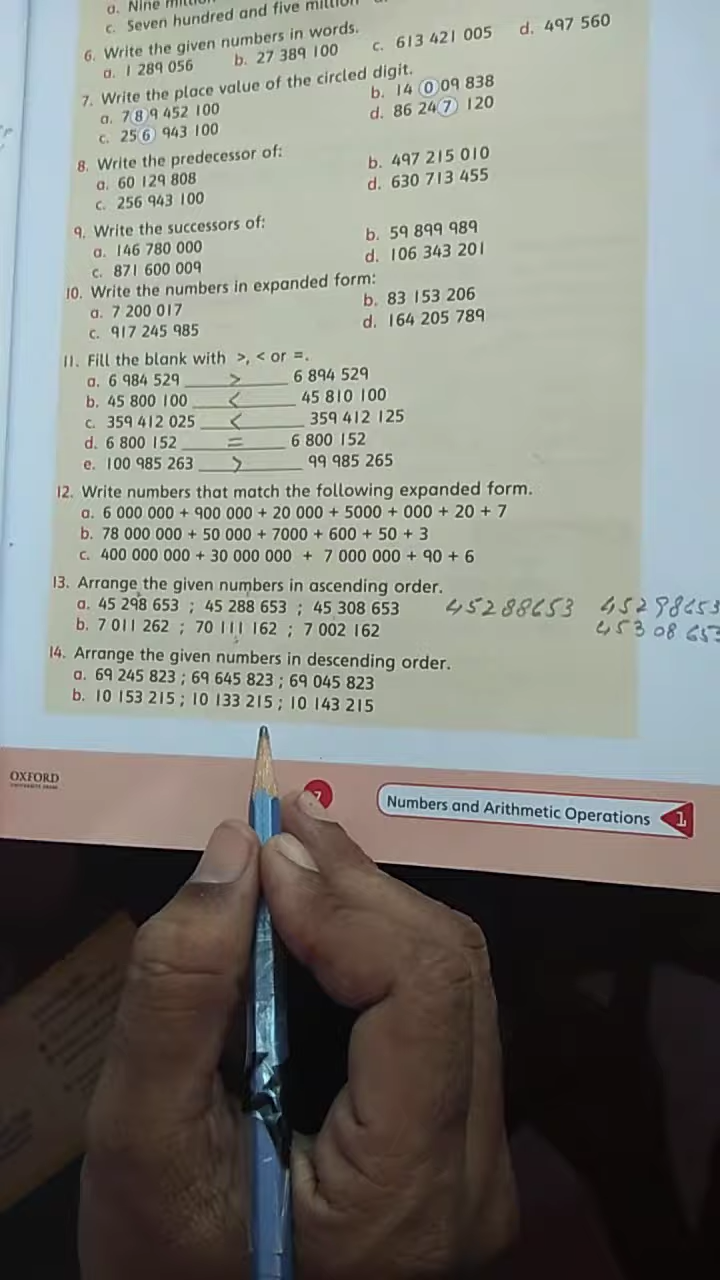 a. Nine
c. Seven hundred and five million
6. Write the given numbers in words.
a. 1 289 056 b. 27 389 100 c. 613 421 005 d. 497 560
7. Write the place value of the circled digit.
a. 789 452 100 b. 14 009 838
c. 256 943 100 d. 86 247 120
8. Write the predecessor of:
a. 60 129 808 b. 497 215 010
c. 256 943 100 d. 630 713 455
9. Write the successors of:
a. 146 780 000 b. 59 899 989
c. 871 600 009 d. 106 343 201
10. Write the numbers in expanded form:
a. 7 200 017 b. 83 153 206
c. 917 245 985 d. 164 205 789
11. Fill the blank with >, < or =.
a. 6 984 529 > 6 894 529
b. 45 800 100 < 45 810 100
c. 359 412 025 < 359 412 125
d. 6 800 152 = 6 800 152
e. 100 985 263 > 99 985 265
12. Write numbers that match the following expanded form.
a. 6 000 000 + 900 000 + 20 000 + 5000 + 000 + 20 + 7
b. 78 000 000 + 50 000 + 7000 + 600 + 50 + 3
c. 400 000 000 + 30 000 000 + 7 000 000 + 90 + 6
13. Arrange the given numbers in ascending order.
a. 45 298 653 ; 45 288 653 ; 45 308 653 45288653 45298653
b. 7 011 262 ; 70 111 162 ; 7 002 162 45308653
14. Arrange the given numbers in descending order.
a. 69 245 823 ; 69 645 823 ; 69 045 823
b. 10 153 215 ; 10 133 215 ; 10 143 215
OXFORD
UNIVERSITY PRESS
7 Numbers and Arithmetic Operations 1